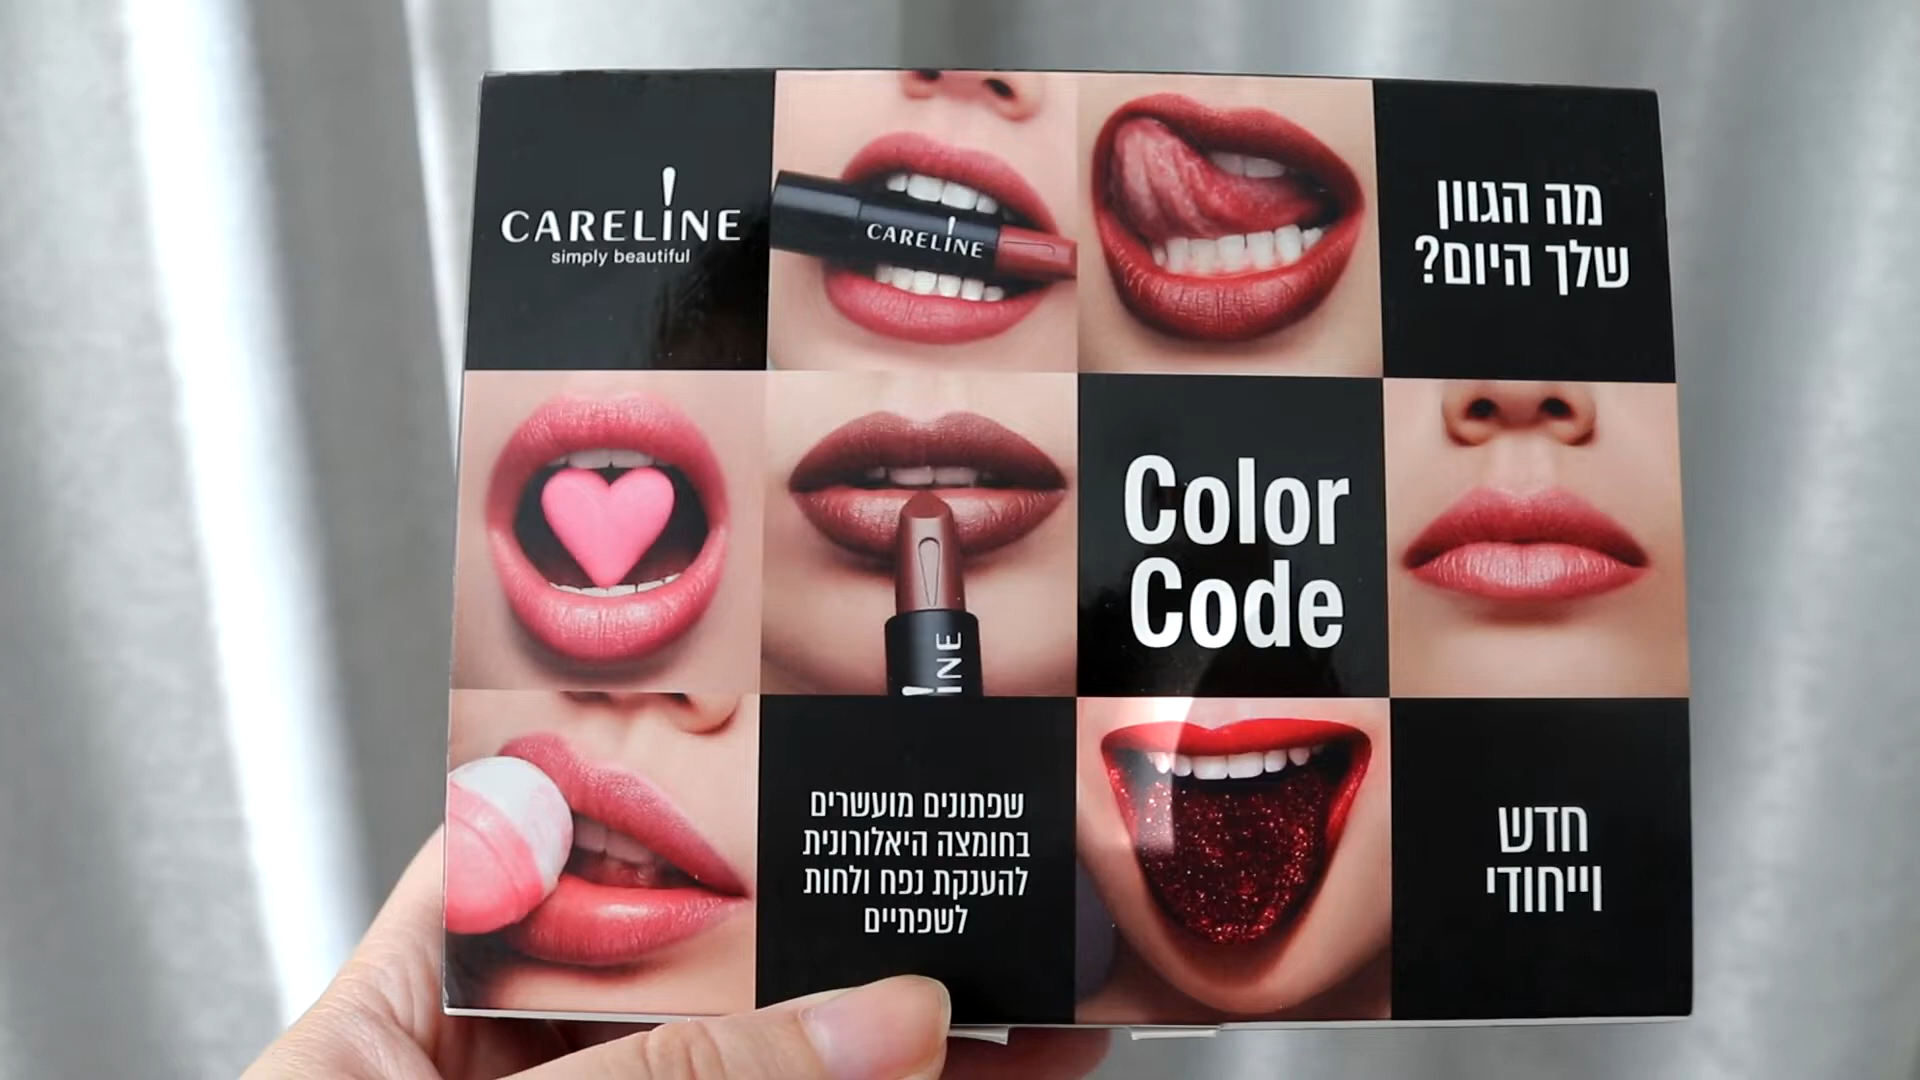 CARELINE
simply beautiful
CARELINE
מה הגוון
שלך היום?
Color
Code
INE
שפתונים מועשרים
בחומצה היאלורונית
להענקת נפח ולחות
לשפתיים
חדש
וייחודי